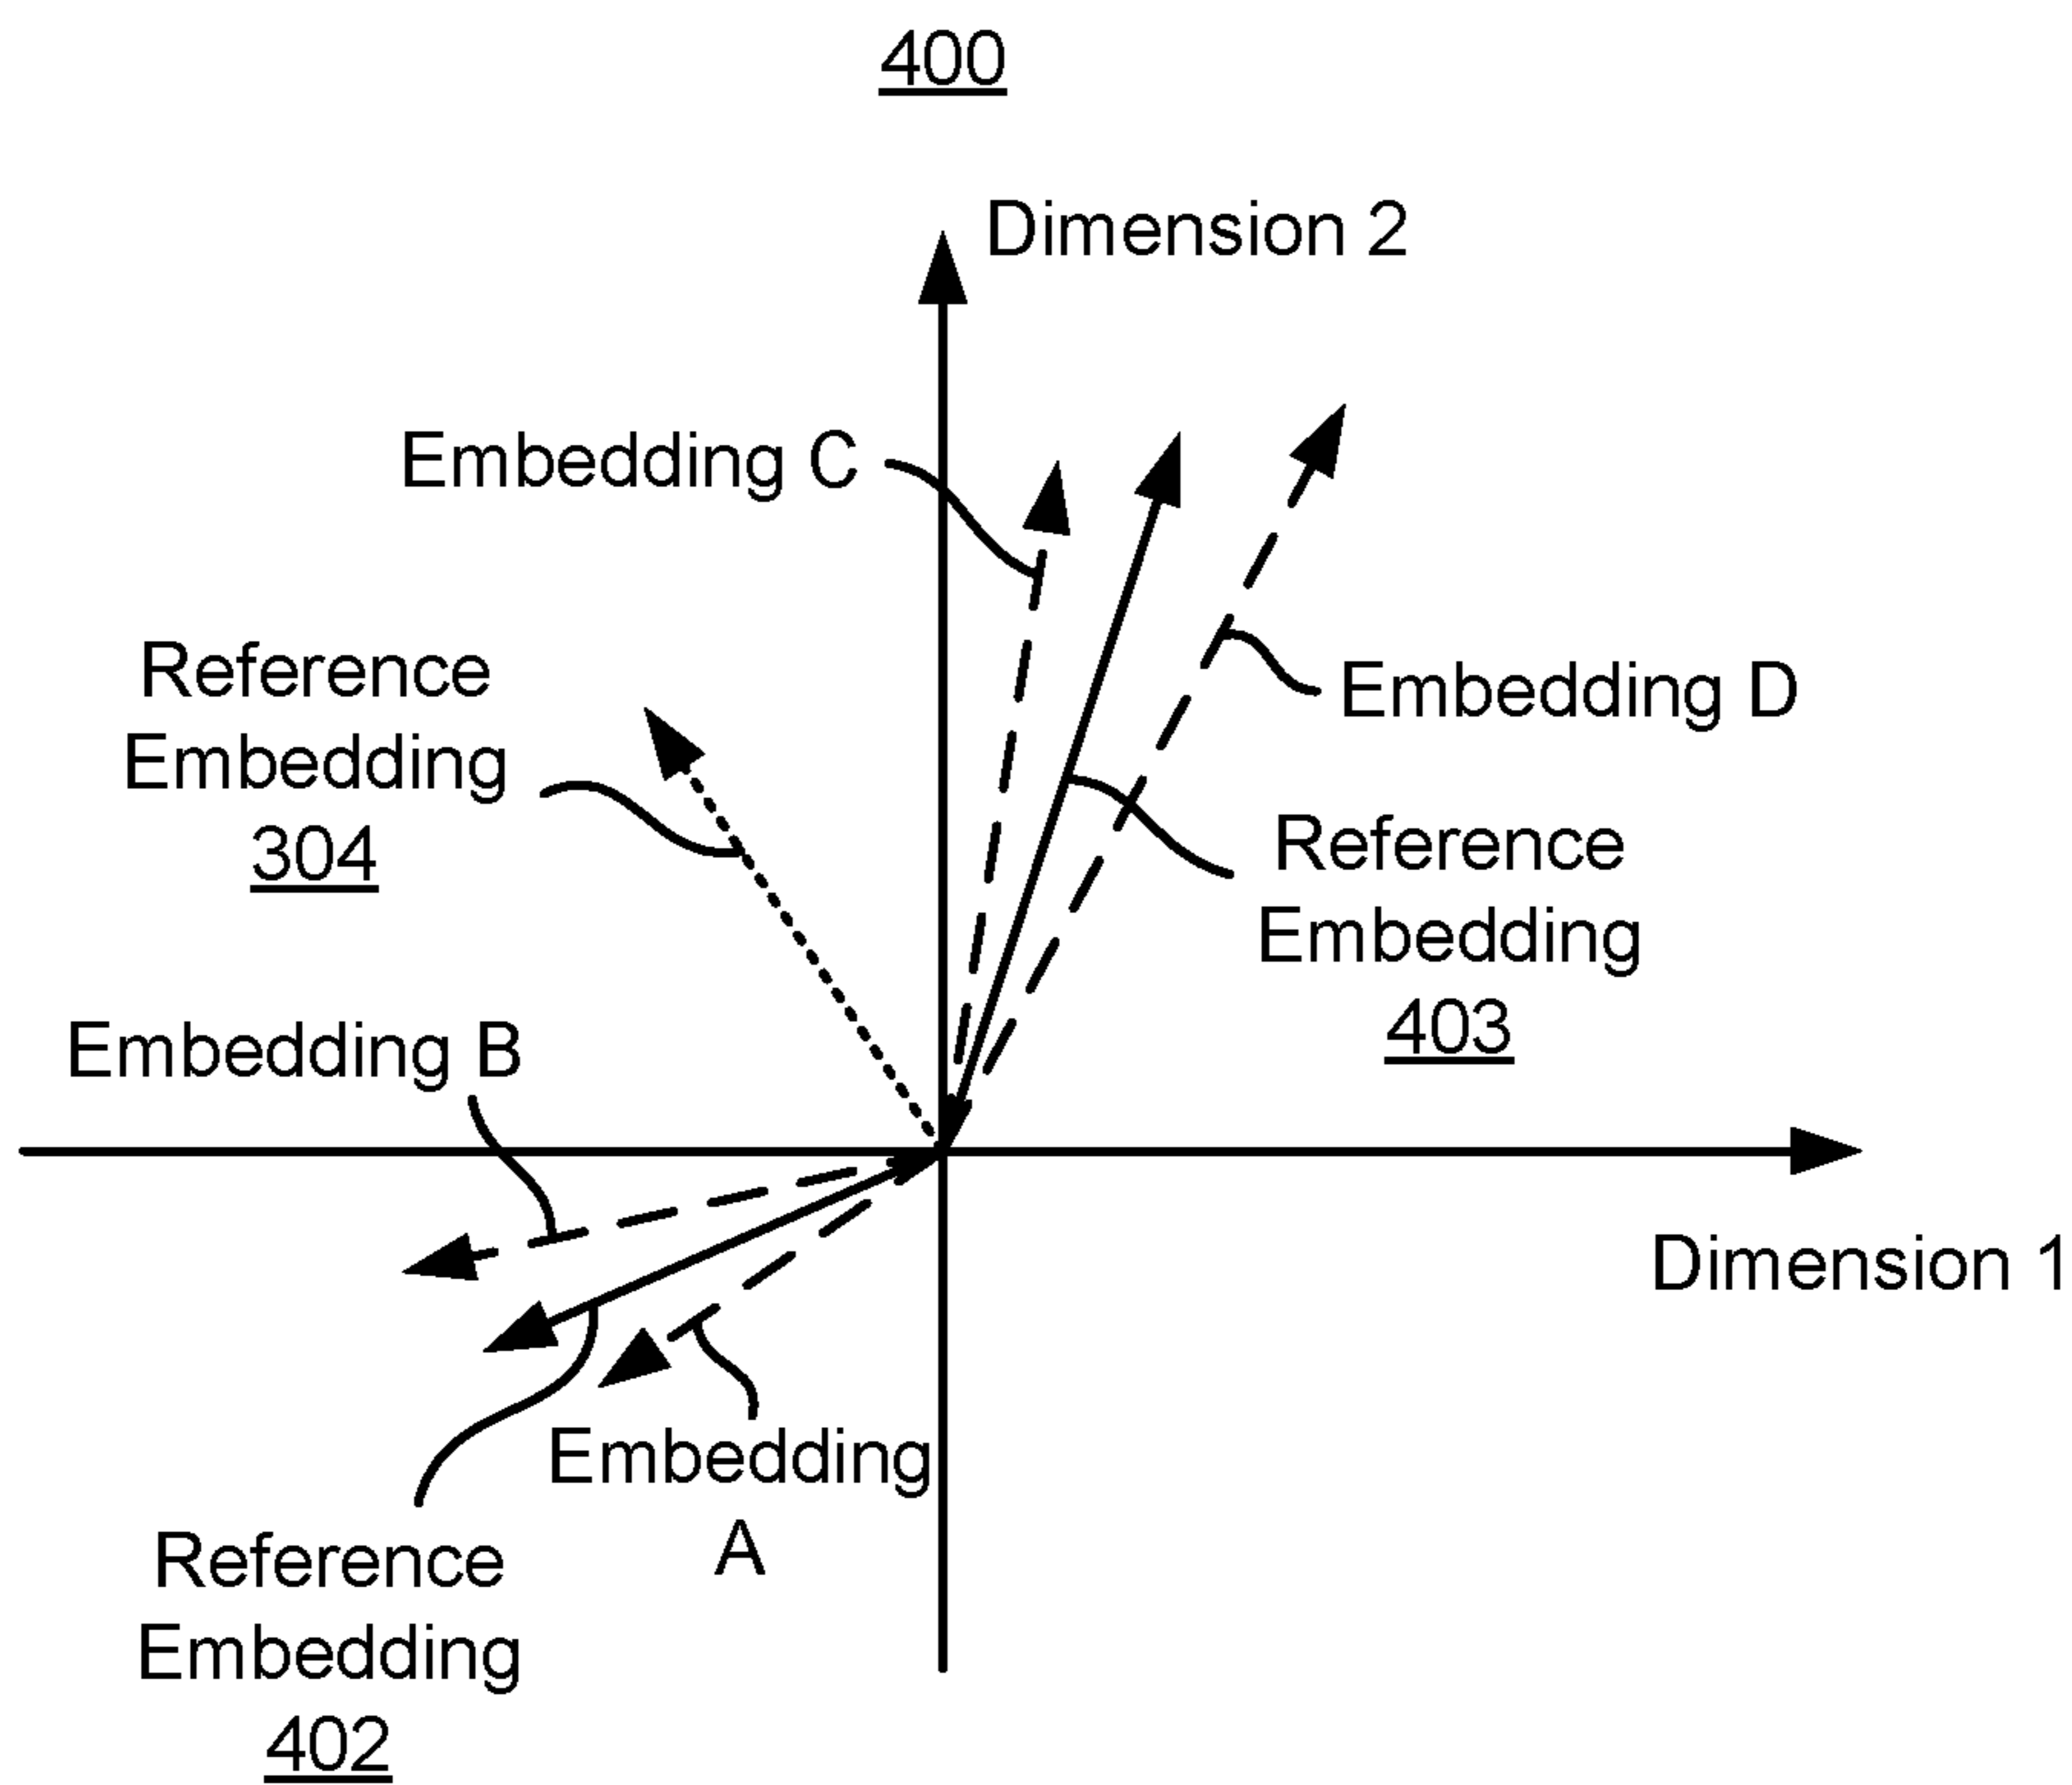 400
Dimension 2
Embedding C
Reference
Embedding
304
Embedding D
Reference
Embedding
403
Embedding B
Dimension 1
Embedding
A
Reference
Embedding
402